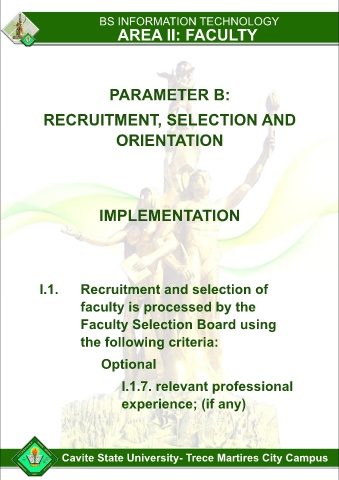 BS INFORMATION TECHNOLOGY
AREA II: FACULTY
PARAMETER B:
RECRUITMENT, SELECTION AND
ORIENTATION
IMPLEMENTATION
I.1. Recruitment and selection of
faculty is processed by the
Faculty Selection Board using
the following criteria:
Optional
I.1.7. relevant professional
experience; (if any)
Cavite State University- Trece Martires City Campus